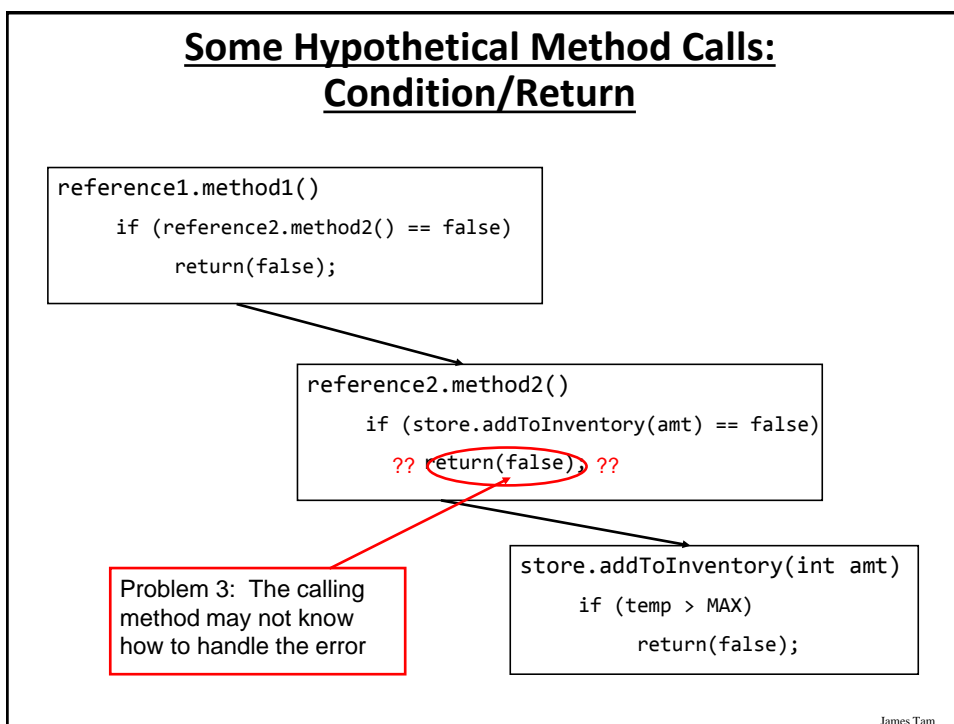 Some Hypothetical Method Calls:
Condition/Return
reference1.method1()
if (reference2.method2() == false)
return(false);
reference2.method2()
if (store.addToInventory(amt) == false)
?? return(false); ??
Problem 3: The calling
method may not know
how to handle the error
store.addToInventory(int amt)
if (temp > MAX)
return(false);
James Tam